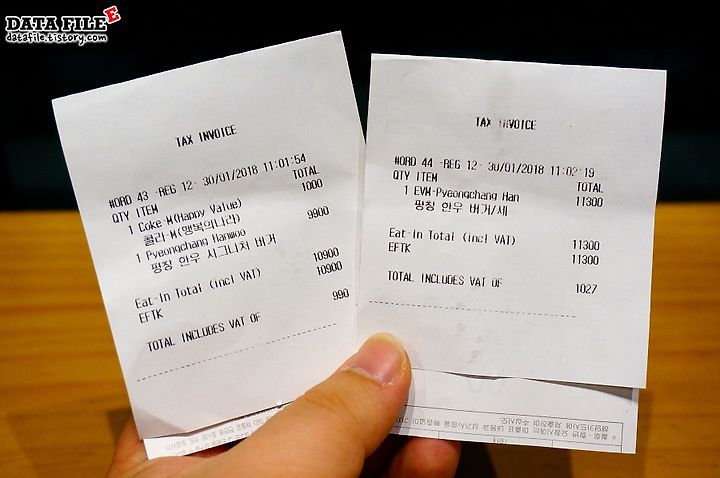 DATA FILE E
datafile.tistory.com
TAX INVOICE
#ORD 43 -REG 12- 30/01/2018 11:01:54
QTY ITEM TOTAL
1 Coke-M(Happy Value) 1000
콜라-M(행복의나라)
1 Pyeongchang Hanwoo 9900
평창 한우 시그니처 버거
Eat-In Total (incl VAT) 10900
EFTK 10900
TOTAL INCLUDES VAT OF 990
TAX INVOICE
#ORD 44 -REG 12- 30/01/2018 11:02:19
QTY ITEM TOTAL
1 EVM-Pyeongchang Han 11300
평창 한우 버거/세
Eat-In Total (incl VAT) 11300
EFTK 11300
TOTAL INCLUDES VAT OF 1027